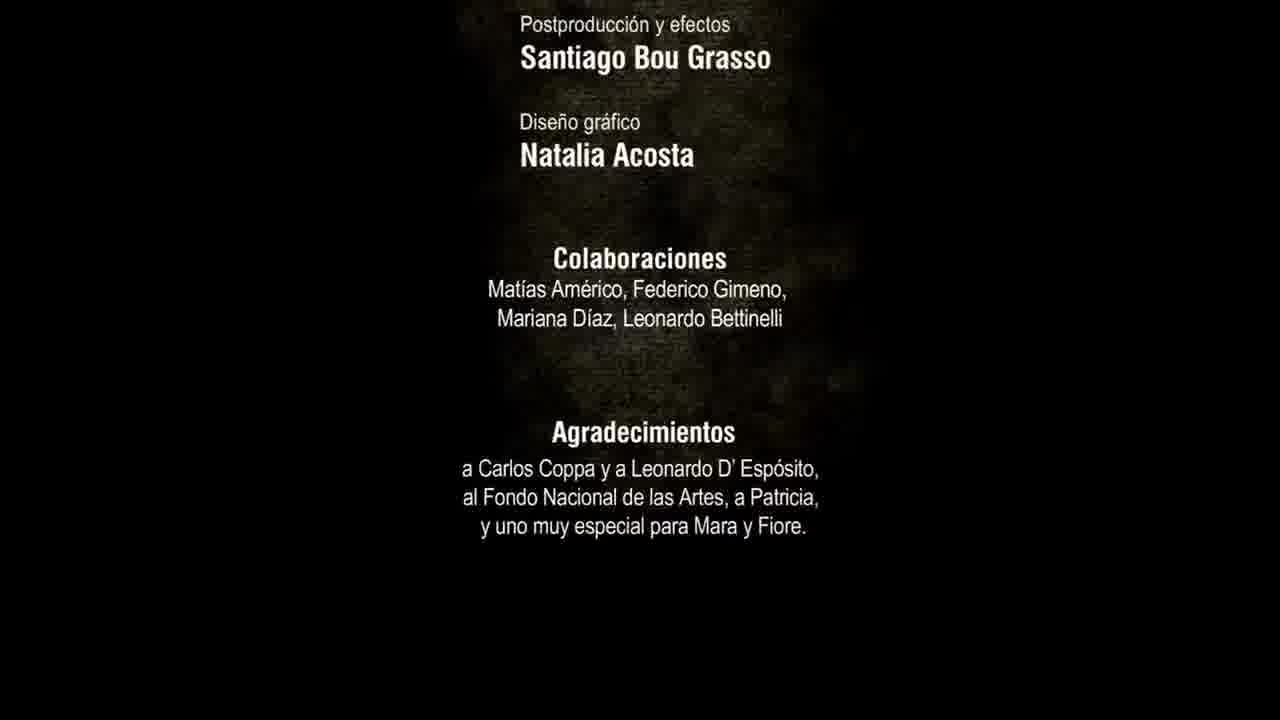 Postproducción y efectos
Santiago Bou Grasso
Diseño gráfico
Natalia Acosta
Colaboraciones
Matías Américo, Federico Gimeno,
Mariana Díaz, Leonardo Bettinelli
Agradecimientos
a Carlos Coppa y a Leonardo D' Espósito,
al Fondo Nacional de las Artes, a Patricia,
y uno muy especial para Mara y Fiore.